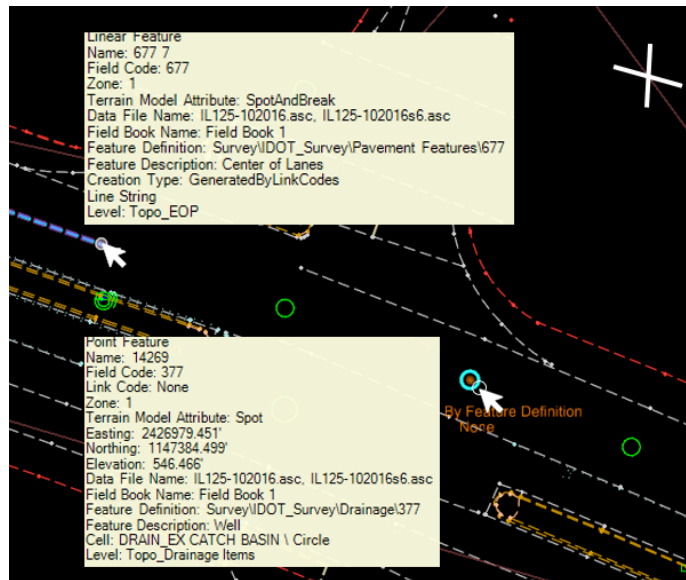 Linear Feature
Name: 677 7
Field Code: 677
Zone: 1
Terrain Model Attribute: SpotAndBreak
Data File Name: IL125-102016.asc, IL125-102016s6.asc
Field Book Name: Field Book 1
Feature Definition: Survey\IDOT_Survey\Pavement Features\677
Feature Description: Center of Lanes
Creation Type: GeneratedByLinkCodes
Line String
Level: Topo_EOP
Point Feature
Name: 14269
Field Code: 377
Link Code: None
Zone: 1
Terrain Model Attribute: Spot
Easting: 2426979.451'
Northing: 1147384.499'
Elevation: 546.466'
Data File Name: IL125-102016.asc, IL125-102016s6.asc
Field Book Name: Field Book 1
Feature Definition: Survey\IDOT_Survey\Drainage\377
Feature Description: Well
Cell: DRAIN_EX CATCH BASIN \ Circle
Level: Topo_Drainage Items
By Feature Definition
None